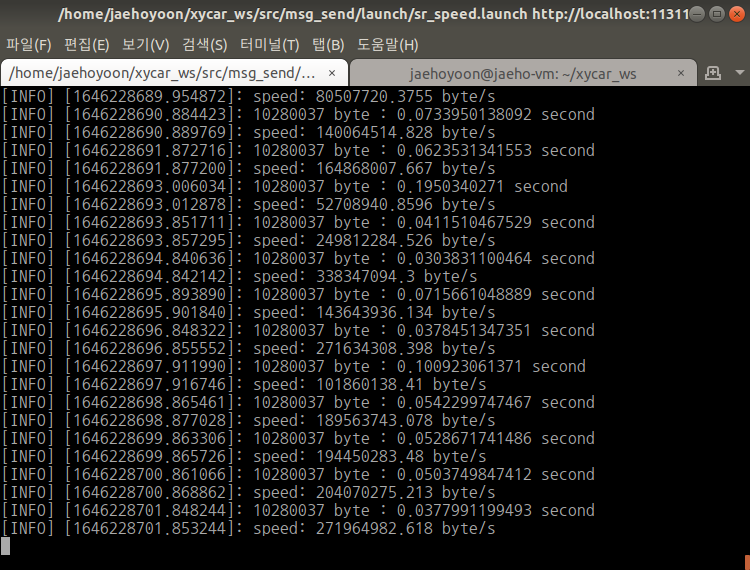 /home/jaehoyoon/xycar_ws/src/msg_send/launch/sr_speed.launch http://localhost:11311
파일(F) 편집(E) 보기(V) 검색(S) 터미널(T) 탭(B) 도움말(H)
/home/jaehoyoon/xycar_ws/src/msg_send/... × jaehoyoon@jaeho-vm: ~/xycar_ws ×
[INFO] [1646228689.954872]: speed: 80507720.3755 byte/s
[INFO] [1646228690.884423]: 10280037 byte : 0.0733950138092 second
[INFO] [1646228690.889769]: speed: 140064514.828 byte/s
[INFO] [1646228691.872716]: 10280037 byte : 0.0623531341553 second
[INFO] [1646228691.877200]: speed: 164868007.667 byte/s
[INFO] [1646228693.006034]: 10280037 byte : 0.1950340271 second
[INFO] [1646228693.012878]: speed: 52708940.8596 byte/s
[INFO] [1646228693.851711]: 10280037 byte : 0.0411510467529 second
[INFO] [1646228693.857295]: speed: 249812284.526 byte/s
[INFO] [1646228694.840636]: 10280037 byte : 0.0303831100464 second
[INFO] [1646228694.842142]: speed: 338347094.3 byte/s
[INFO] [1646228695.893890]: 10280037 byte : 0.0715661048889 second
[INFO] [1646228695.901840]: speed: 143643936.134 byte/s
[INFO] [1646228696.848322]: 10280037 byte : 0.0378451347351 second
[INFO] [1646228696.855552]: speed: 271634308.398 byte/s
[INFO] [1646228697.911990]: 10280037 byte : 0.100923061371 second
[INFO] [1646228697.916746]: speed: 101860138.41 byte/s
[INFO] [1646228698.865461]: 10280037 byte : 0.0542299747467 second
[INFO] [1646228698.877028]: speed: 189563743.078 byte/s
[INFO] [1646228699.863306]: 10280037 byte : 0.0528671741486 second
[INFO] [1646228699.865726]: speed: 194450283.48 byte/s
[INFO] [1646228700.861066]: 10280037 byte : 0.0503749847412 second
[INFO] [1646228700.868862]: speed: 204070275.213 byte/s
[INFO] [1646228701.848244]: 10280037 byte : 0.0377991199493 second
[INFO] [1646228701.853244]: speed: 271964982.618 byte/s